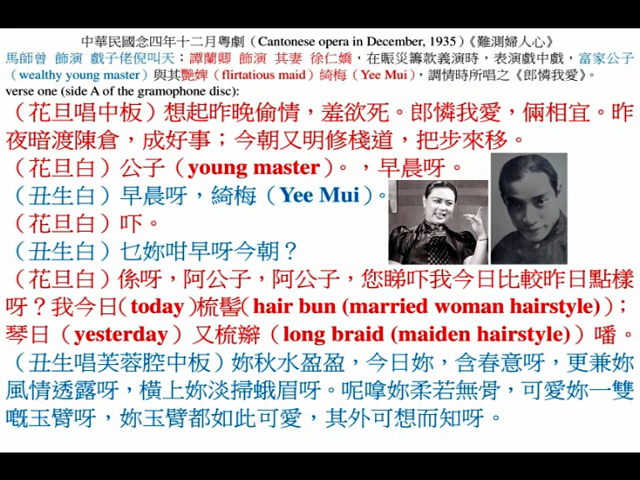 中華民國念四年十二月粵劇（Cantonese opera in December, 1935）《難測婦人心》
馬師曾 飾演 戲子佬倪叫天：譚蘭卿 飾演 其妻 徐仁嬌，在賑災籌款義演時，表演戲中戲，富家公子
（wealthy young master）與其艷婢（flirtatious maid）綺梅（Yee Mui），調情時所唱之《郎憐我愛》。
verse one (side A of the gramophone disc):
（花旦唱中板）想起昨晚偷情，羞欲死。郎憐我愛，倆相宜。昨
夜暗渡陳倉，成好事；今朝又明修棧道，把步來移。
（花旦白）公子（young master）。，早晨呀。
（丑生白）早晨呀，綺梅（Yee Mui）。
（花旦白）吓。
（丑生白）乜妳咁早呀今朝？
（花旦白）係呀，阿公子，阿公子，您睇吓我今日比較昨日點樣
呀？我今日（today）梳髻（hair bun (married woman hairstyle)）；
琴日（yesterday）又梳辮（long braid (maiden hairstyle)）噃。
（丑生唱芙蓉腔中板）妳秋水盈盈，今日妳，含春意呀，更兼妳
風情透露呀，橫上妳淡掃蛾眉呀。呢嗱妳柔若無骨，可愛妳一雙
嘅玉臂呀，妳玉臂都如此可愛，其外可想而知呀。